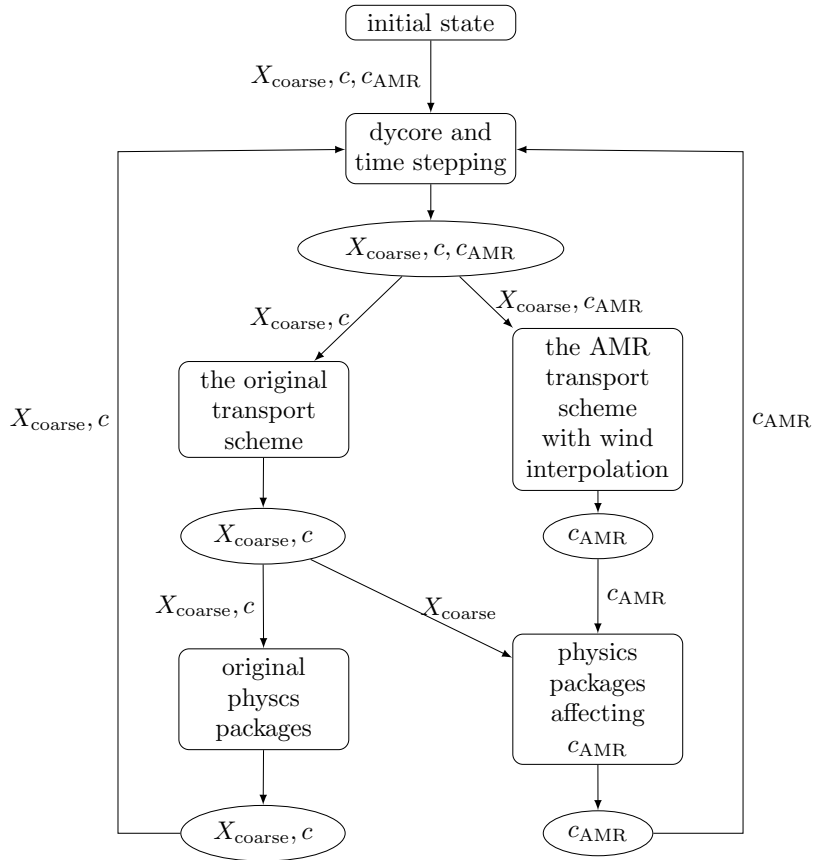 initial state
X_coarse, c, c_AMR
dycore and
time stepping
X_coarse, c, c_AMR
X_coarse, c
X_coarse, c_AMR
the original
transport
scheme
the AMR
transport
scheme
with wind
interpolation
X_coarse, c
c_AMR
X_coarse, c
c_AMR
X_coarse, c
X_coarse
c_AMR
original
physcs
packages
physics
packages
affecting
c_AMR
X_coarse, c
c_AMR